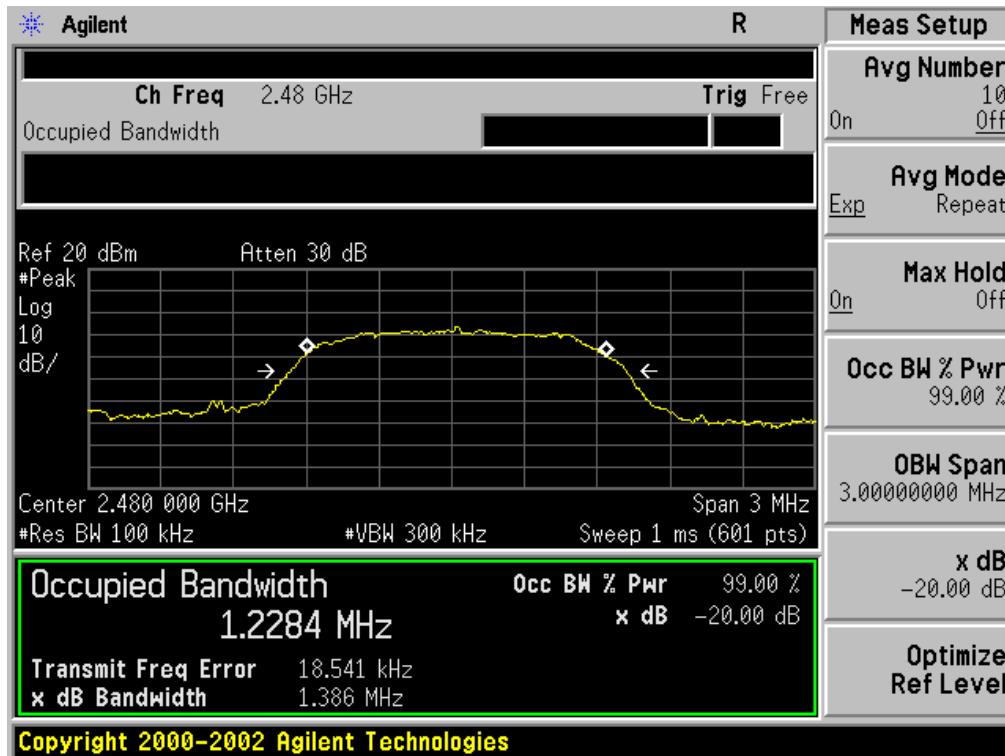 Agilent R Meas Setup
Avg Number
10
On Off
Ch Freq 2.48 GHz Trig Free
Occupied Bandwidth
Avg Mode
Exp Repeat
Ref 20 dBm Atten 30 dB
#Peak
Log
10
dB/
Max Hold
On Off
Occ BW % Pwr
99.00 %
OBW Span
3.00000000 MHz
Center 2.480 000 GHz Span 3 MHz
#Res BW 100 kHz #VBW 300 kHz Sweep 1 ms (601 pts)
x dB
-20.00 dB
Occupied Bandwidth Occ BW % Pwr 99.00 %
1.2284 MHz x dB -20.00 dB
Transmit Freq Error 18.541 kHz
x dB Bandwidth 1.386 MHz
Optimize
Ref Level
Copyright 2000-2002 Agilent Technologies